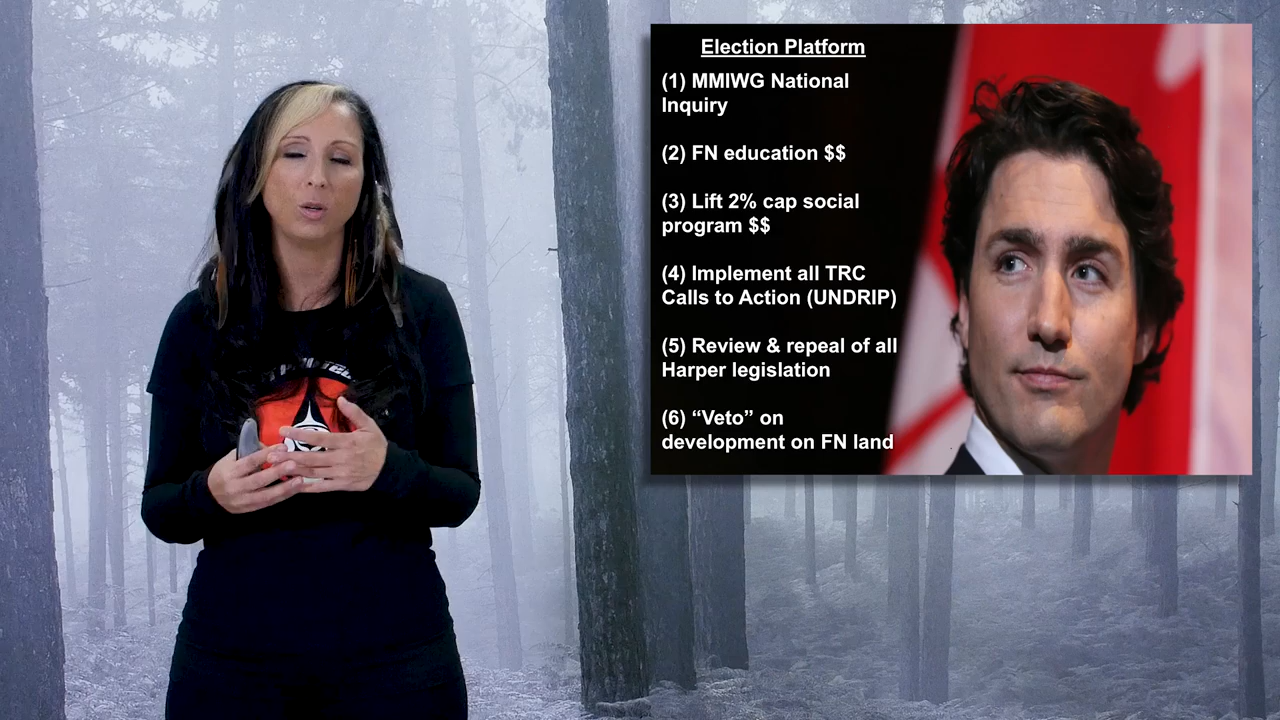 Election Platform
(1) MMIWG National
Inquiry
(2) FN education $$
(3) Lift 2% cap social
program $$
(4) Implement all TRC
Calls to Action (UNDRIP)
(5) Review & repeal of all
Harper legislation
(6) “Veto” on
development on FN land